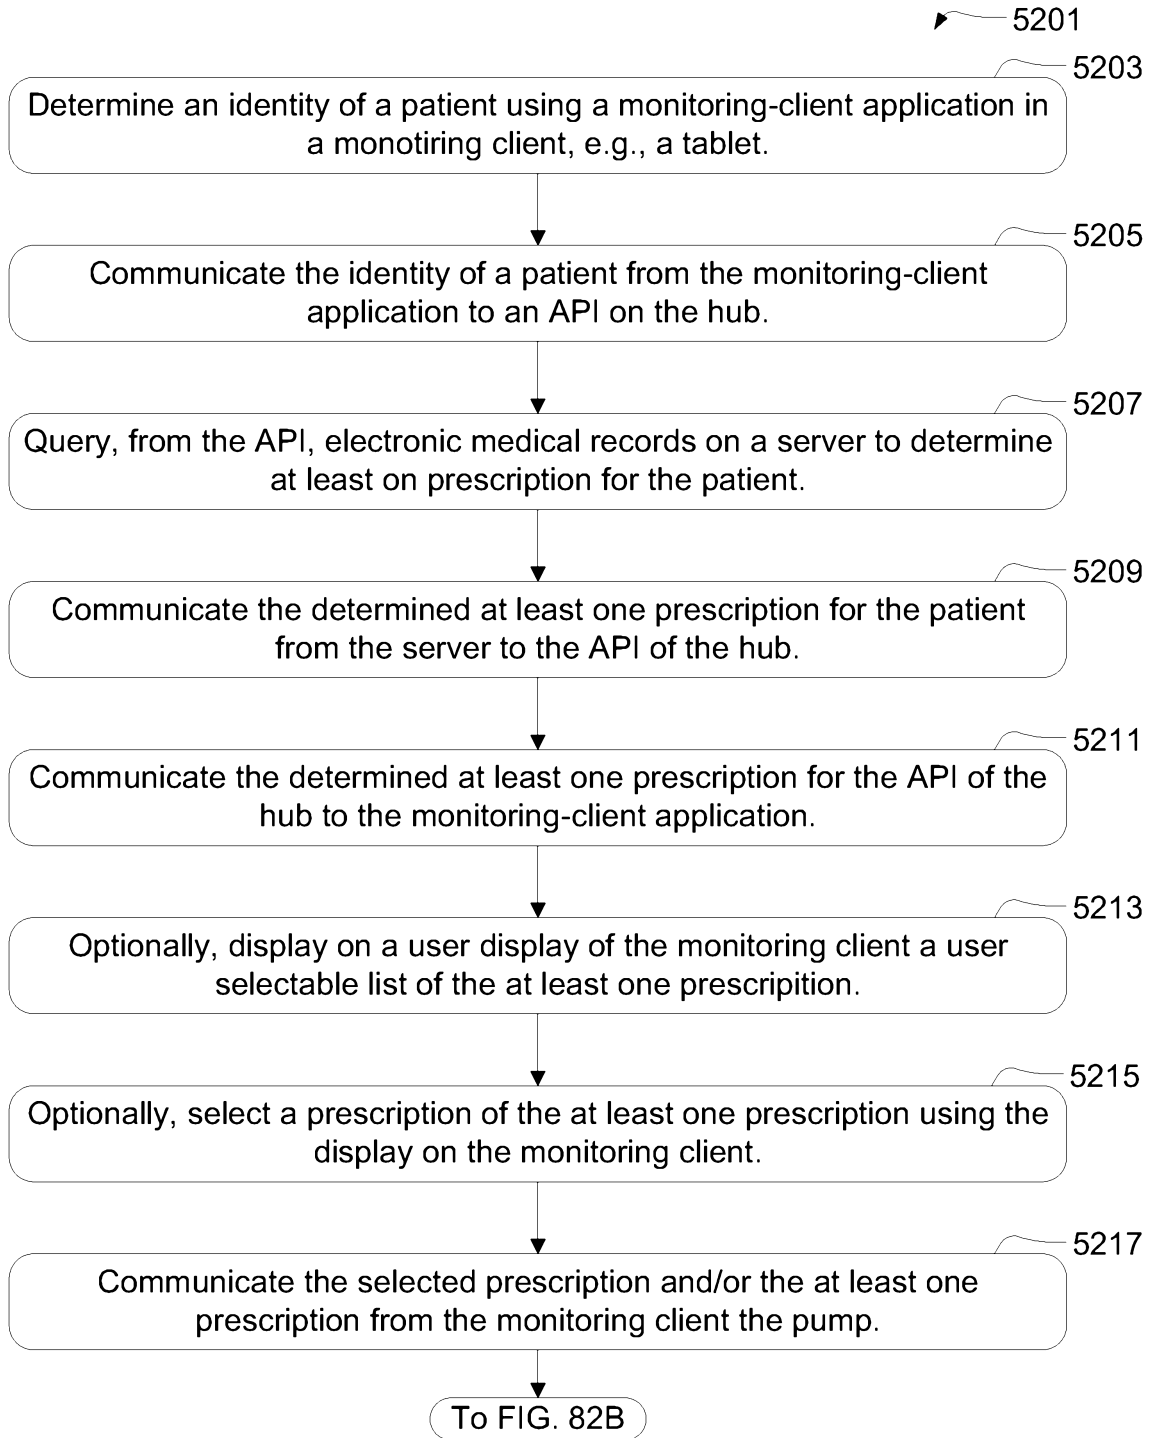 5201
5203
Determine an identity of a patient using a monitoring-client application in
a monotiring client, e.g., a tablet.
5205
Communicate the identity of a patient from the monitoring-client
application to an API on the hub.
5207
Query, from the API, electronic medical records on a server to determine
at least on prescription for the patient.
5209
Communicate the determined at least one prescription for the patient
from the server to the API of the hub.
5211
Communicate the determined at least one prescription for the API of the
hub to the monitoring-client application.
5213
Optionally, display on a user display of the monitoring client a user
selectable list of the at least one prescripition.
5215
Optionally, select a prescription of the at least one prescription using the
display on the monitoring client.
5217
Communicate the selected prescription and/or the at least one
prescription from the monitoring client the pump.
To FIG. 82B